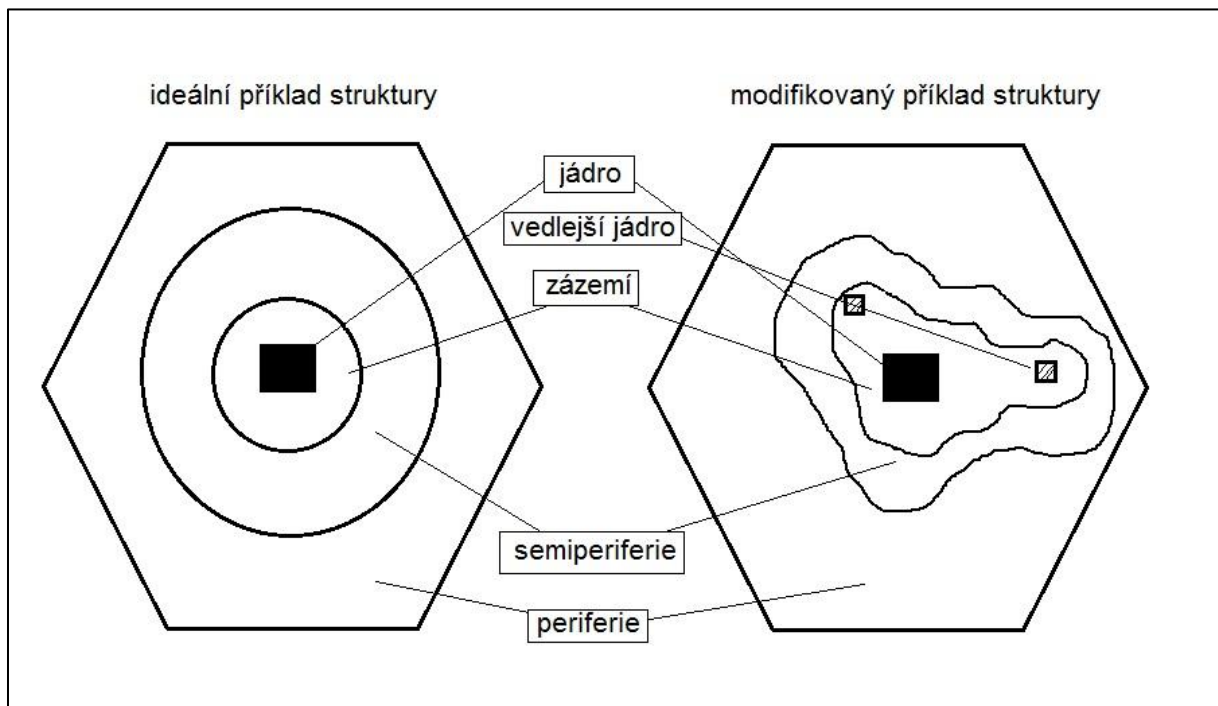 ideální příklad struktury
modifikovaný příklad struktury
jádro
vedlejší jádro
zázemí
semiperiferie
periferie